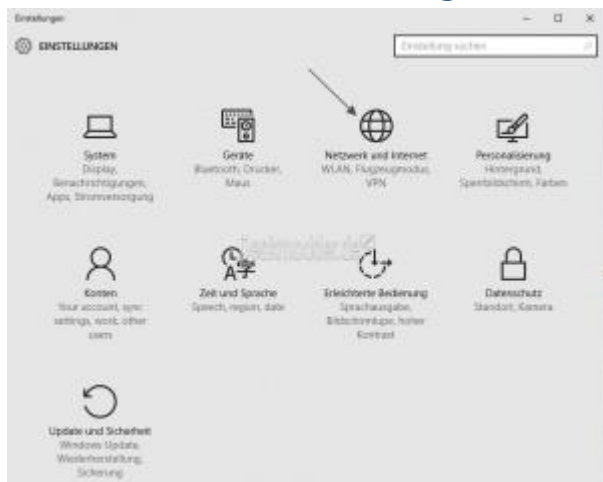 Einstellungen
EINSTELLUNGEN
Einstellung suchen
System
Display,
Benachrichtigungen,
Apps, Stromversorgung
Geräte
Bluetooth, Drucker,
Maus
Netzwerk und Internet
WLAN, Flugzeugmodus,
VPN
Personalisierung
Hintergrund,
Sperrbildschirm, Farben
Konten
Your account, sync
settings, work, other
users
Zeit und Sprache
Speech, region, date
Erleichterte Bedienung
Sprachausgabe,
Bildschirmlupe, hoher
Kontrast
Datenschutz
Standort, Kamera
Update und Sicherheit
Windows Update,
Wiederherstellung,
Sicherung